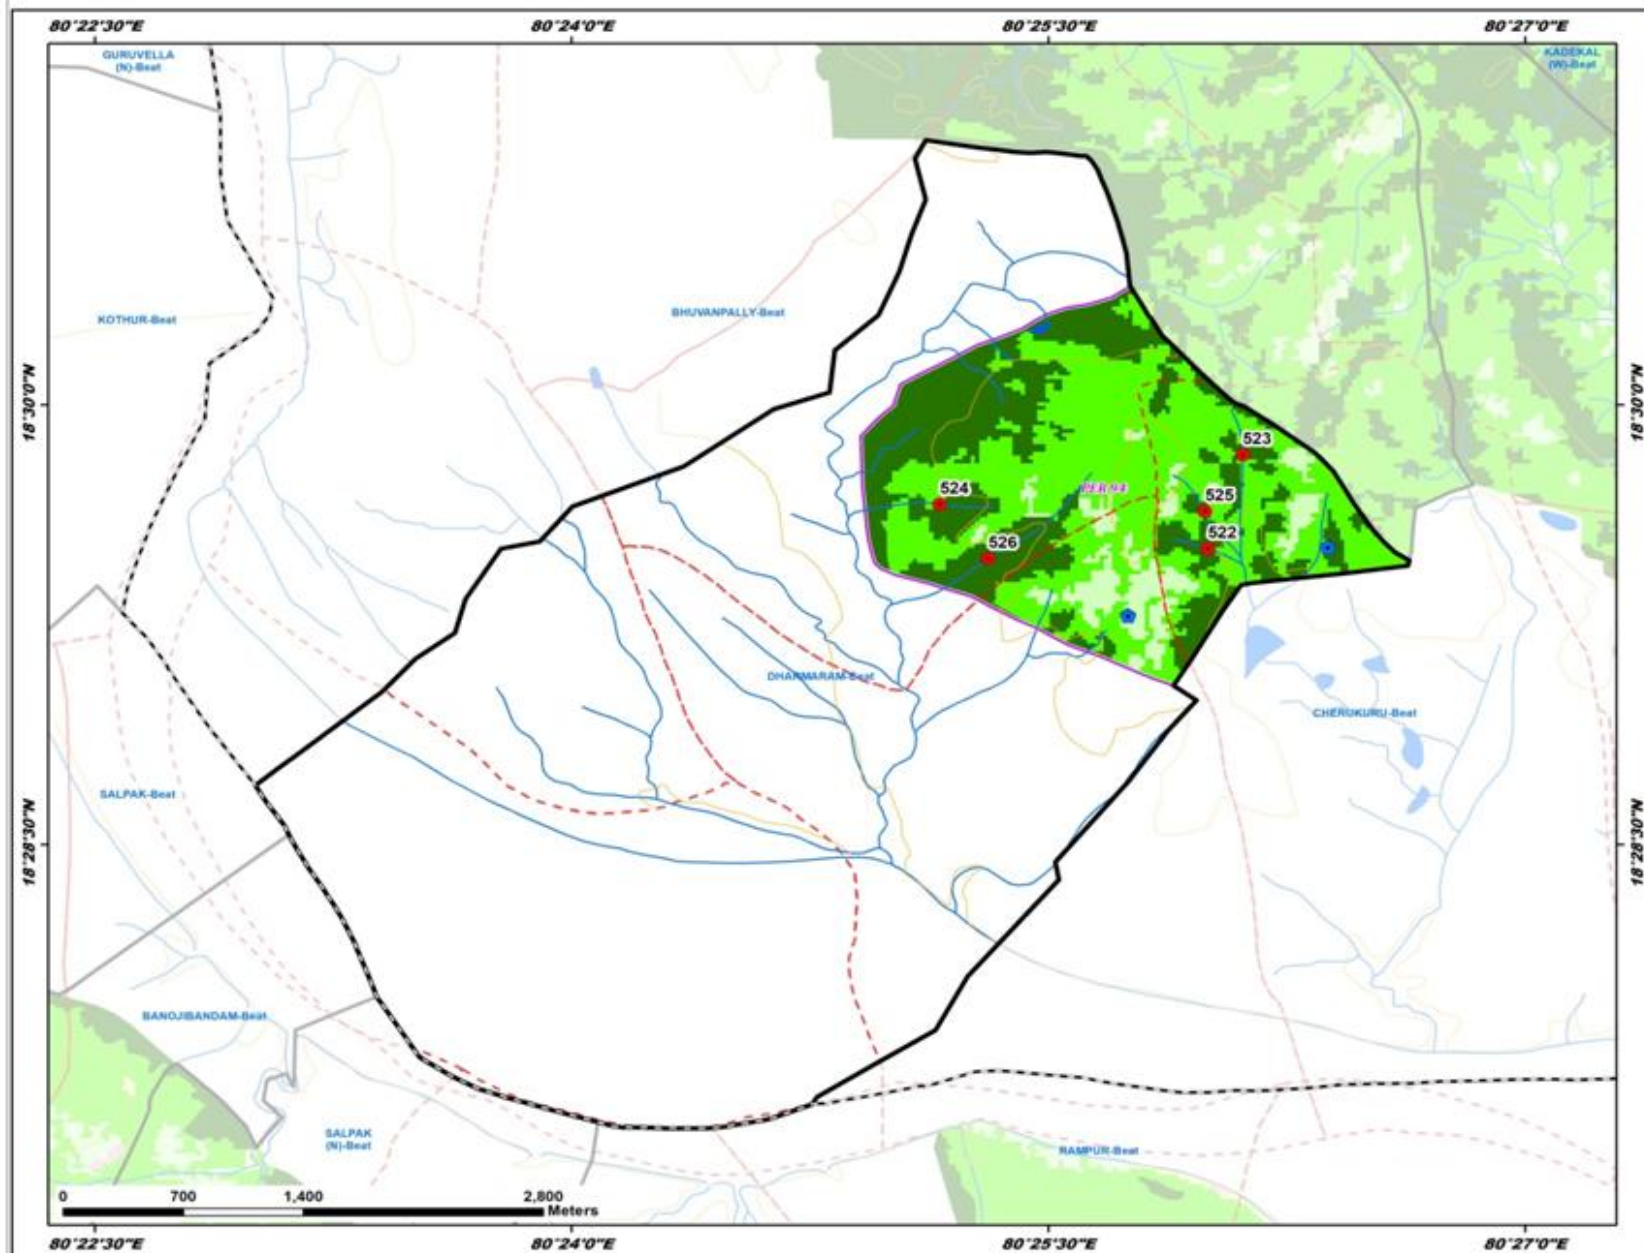 80°22'30"E 80°24'0"E 80°25'30"E 80°27'0"E
GURUVELLA
(N)-Beat
KADEKAL
(W)-Beat
KOTHUR-Beat
BHUVANPALLY-Beat
18°30'0"N
18°30'0"N
523
524
PER 94
525
522
526
DHARMARAM-Beat
CHERUKURU-Beat
SALPAK-Beat
18°28'30"N
18°28'30"N
BANOJIBANDAM-Beat
SALPAK
(N)-Beat
RAMPUR-Beat
0 700 1,400 2,800
Meters
80°22'30"E 80°24'0"E 80°25'30"E 80°27'0"E